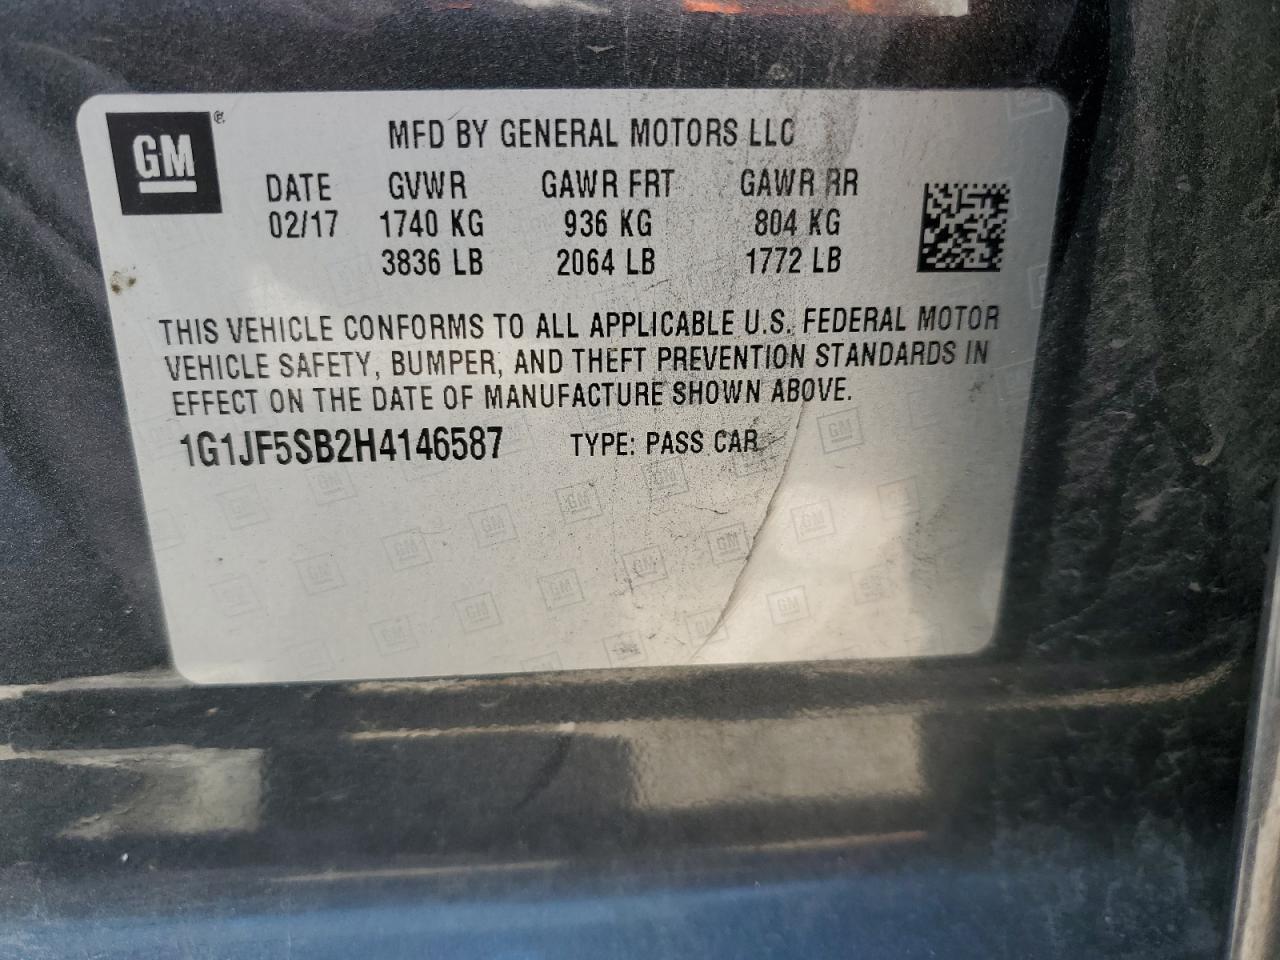 GM
MFD BY GENERAL MOTORS LLC
DATE GVWR GAWR FRT GAWR RR
02/17 1740 KG 936 KG 804 KG
3836 LB 2064 LB 1772 LB
THIS VEHICLE CONFORMS TO ALL APPLICABLE U.S. FEDERAL MOTOR
VEHICLE SAFETY, BUMPER, AND THEFT PREVENTION STANDARDS IN
EFFECT ON THE DATE OF MANUFACTURE SHOWN ABOVE.
1G1JF5SB2H4146587 TYPE: PASS CAR